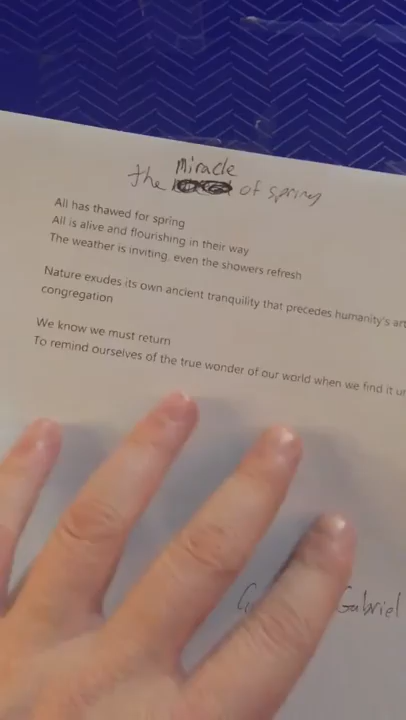 Miracle
the of spring
All has thawed for spring
All is alive and flourishing in their way
The weather is inviting, even the showers refresh
Nature exudes its own ancient tranquility that precedes humanity's
congregation
We know we must return
To remind ourselves of the true wonder of our world when we find it
Gabriel